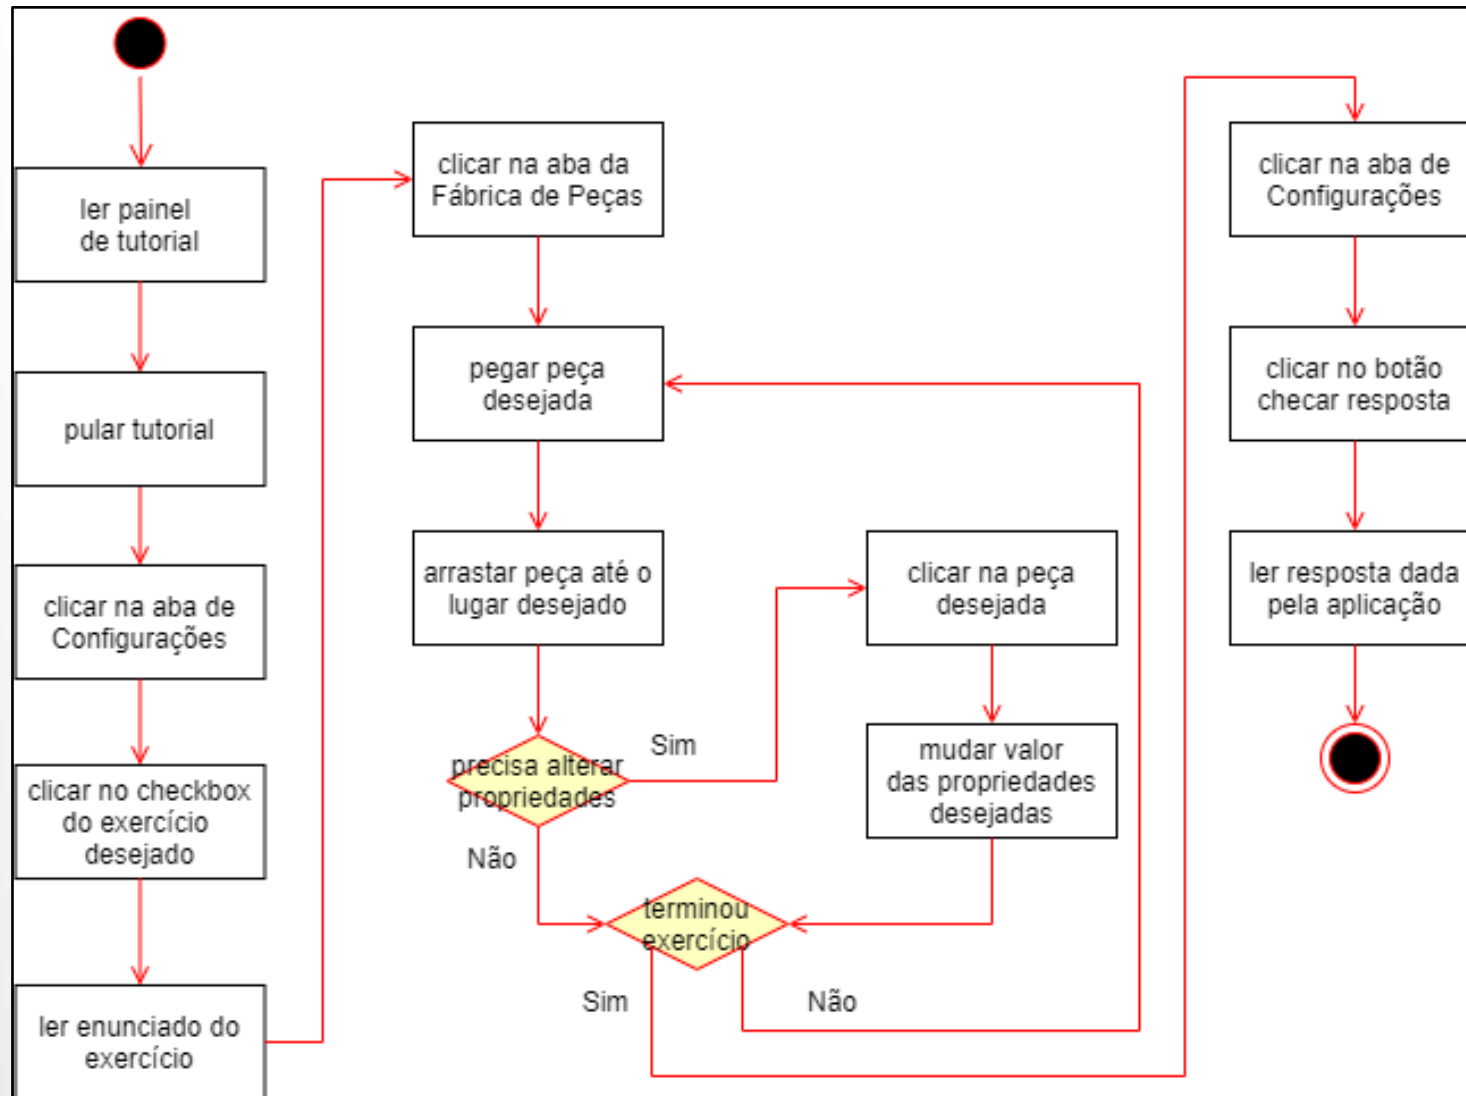 ler painel
de tutorial
pular tutorial
clicar na aba de
Configurações
clicar no checkbox
do exercício
desejado
ler enunciado do
exercício
clicar na aba da
Fábrica de Peças
pegar peça
desejada
arrastar peça até o
lugar desejado
precisa alterar
propriedades
Sim
Não
clicar na peça
desejada
mudar valor
das propriedades
desejadas
terminou
exercício
Sim
Não
clicar na aba de
Configurações
clicar no botão
checar resposta
ler resposta dada
pela aplicação